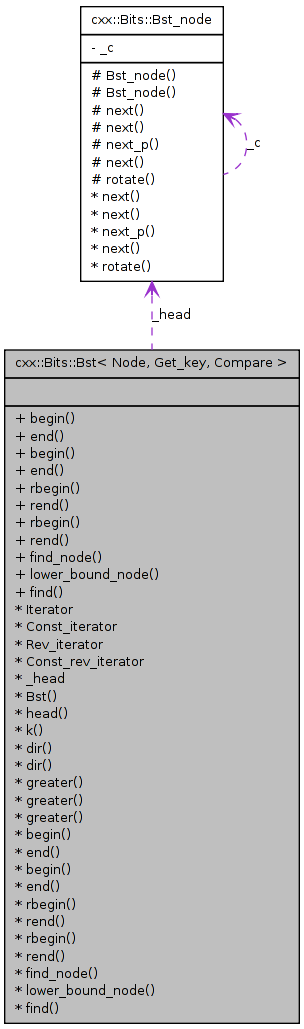 cxx::Bits::Bst_node
- _c
# Bst_node()
# Bst_node()
# next()
# next()
# next_p()
# next()
# rotate()
* next()
* next()
* next_p()
* next()
* rotate()
_c
_head
cxx::Bits::Bst< Node, Get_key, Compare >
+ begin()
+ end()
+ begin()
+ end()
+ rbegin()
+ rend()
+ rbegin()
+ rend()
+ find_node()
+ lower_bound_node()
+ find()
* Iterator
* Const_iterator
* Rev_iterator
* Const_rev_iterator
* _head
* Bst()
* head()
* k()
* dir()
* dir()
* greater()
* greater()
* greater()
* begin()
* end()
* begin()
* end()
* rbegin()
* rend()
* rbegin()
* rend()
* find_node()
* lower_bound_node()
* find()